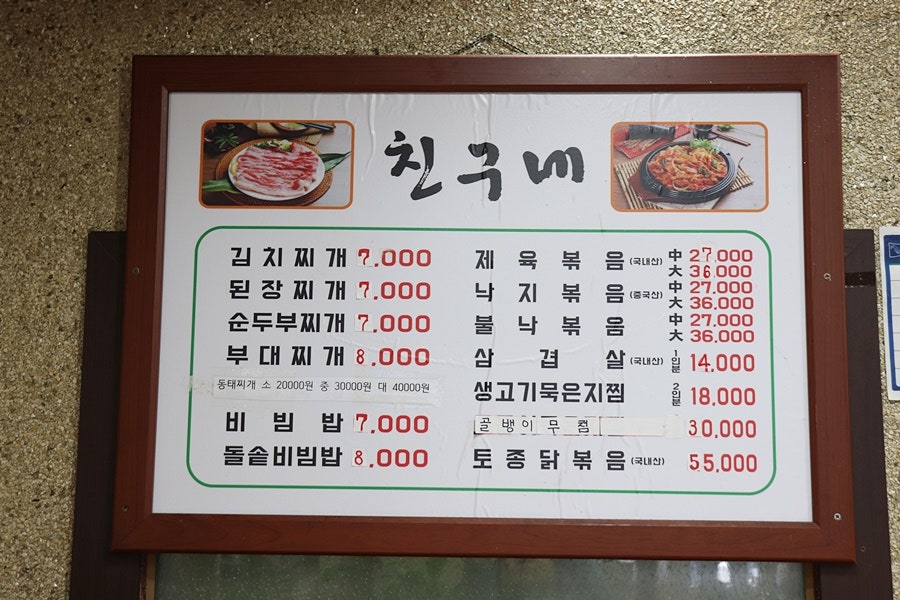 친구네
김치찌개 7,000
된장찌개 7,000
순두부찌개 7,000
부대찌개 8,000
동태찌개 소 20000원 중 30000원 대 40000원
비빔밥 7,000
돌솥비빔밥 8,000
제육볶음 (국내산) 中 27,000
大 36,000
낙지볶음 (중국산) 中 27,000
大 36,000
불낙볶음 中 27,000
大 36,000
삼겹살 (국내산) 1인분 14,000
생고기묵은지찜 2인분 18,000
골뱅이무침 30,000
토종닭볶음 (국내산) 55,000